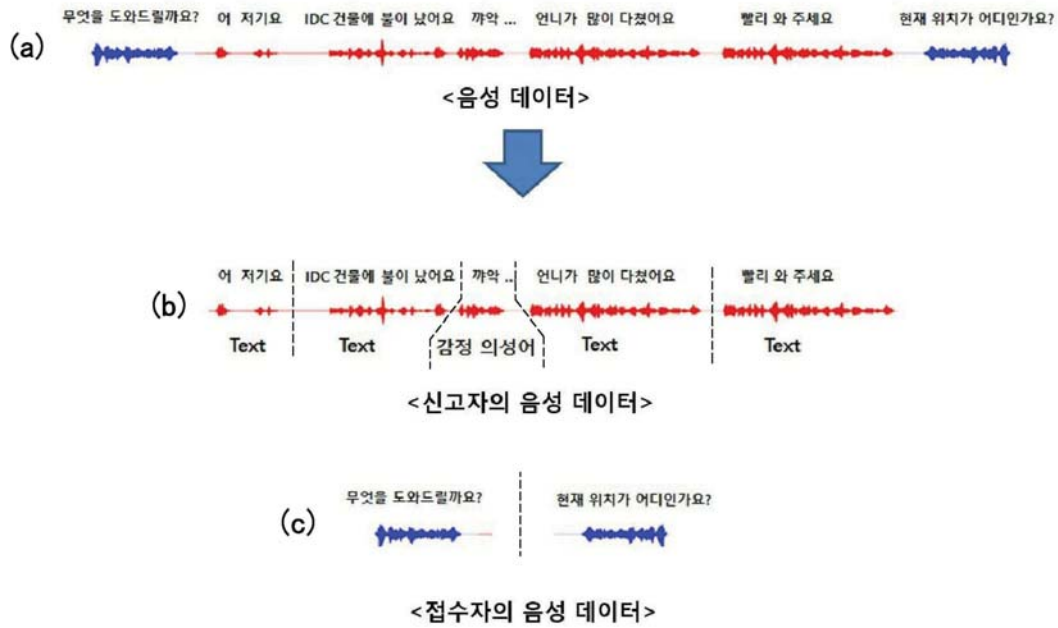 무엇을 도와드릴까요? 어 저기요 IDC 건물에 불이 났어요 꺄악 ... 언니가 많이 다쳤어요 빨리 와 주세요 현재 위치가 어디인가요?
(a)
<음성 데이터>
어 저기요 IDC 건물에 불이 났어요 꺄악 .. 언니가 많이 다쳤어요 빨리 와 주세요
(b)
Text Text 감정 의성어 Text Text
<신고자의 음성 데이터>
무엇을 도와드릴까요? 현재 위치가 어디인가요?
(c)
<접수자의 음성 데이터>